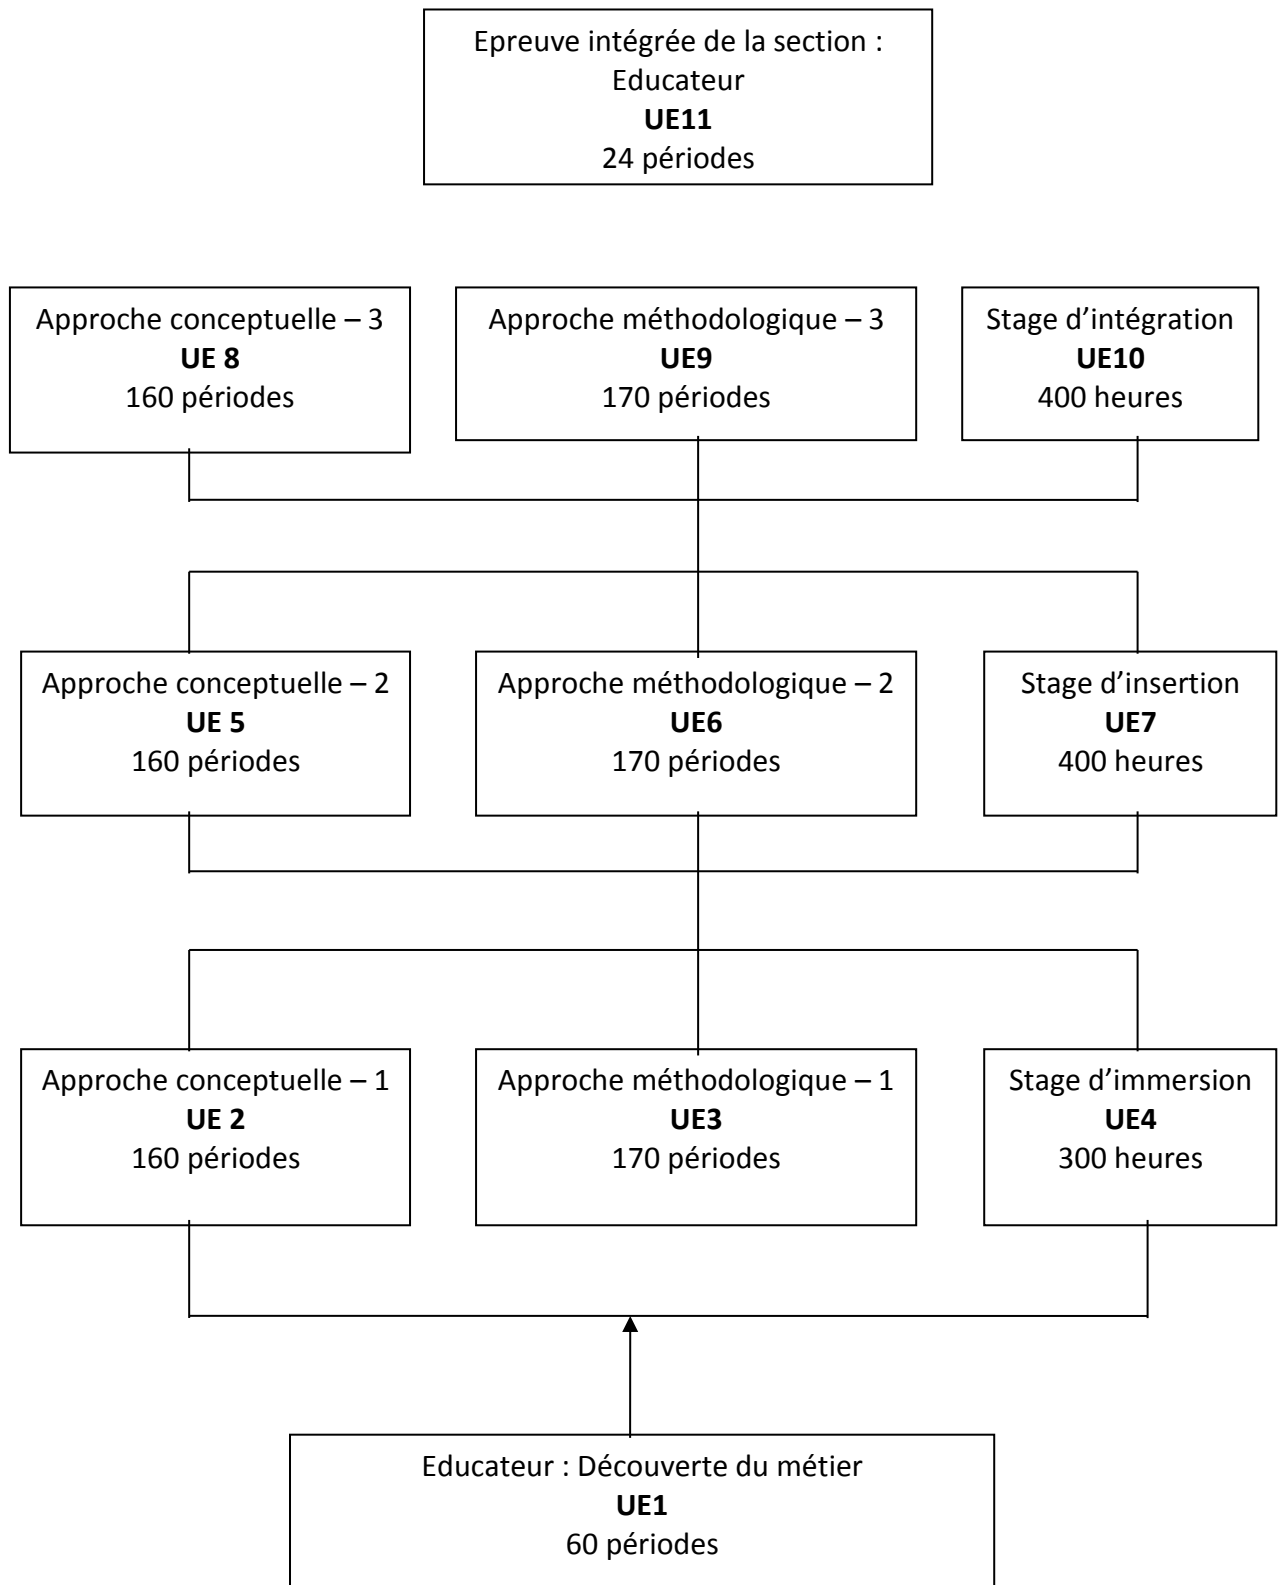 Epreuve intégrée de la section :
Educateur
UE11
24 périodes
Approche conceptuelle – 3
UE 8
160 périodes
Approche méthodologique – 3
UE9
170 périodes
Stage d’intégration
UE10
400 heures
Approche conceptuelle – 2
UE 5
160 périodes
Approche méthodologique – 2
UE6
170 périodes
Stage d’insertion
UE7
400 heures
Approche conceptuelle – 1
UE 2
160 périodes
Approche méthodologique – 1
UE3
170 périodes
Stage d’immersion
UE4
300 heures
Educateur : Découverte du métier
UE1
60 périodes